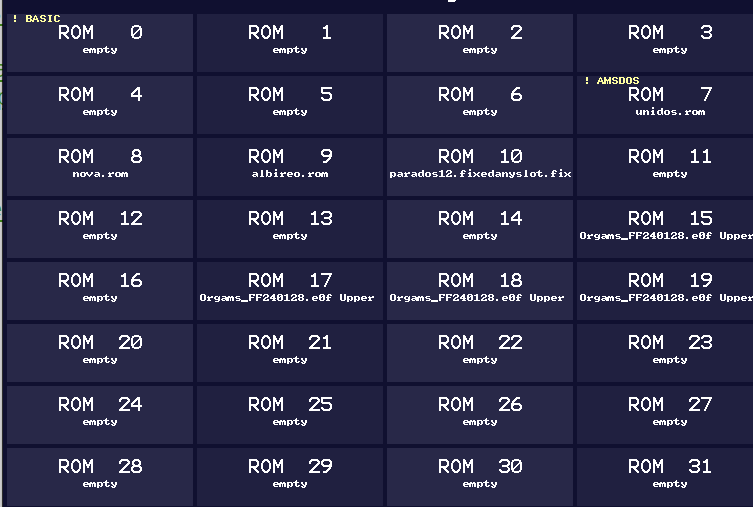 ! BASIC
ROM 0 ROM 1 ROM 2 ROM 3
empty empty empty empty
! AMSDOS
ROM 4 ROM 5 ROM 6 ROM 7
empty empty empty unidos.rom
ROM 8 ROM 9 ROM 10 ROM 11
nova.rom albireo.rom parados12.fixedanyslot.fix empty
ROM 12 ROM 13 ROM 14 ROM 15
empty empty empty Orgams_FF240128.e0f Upper
ROM 16 ROM 17 ROM 18 ROM 19
empty Orgams_FF240128.e0f Upper Orgams_FF240128.e0f Upper Orgams_FF240128.e0f Upper
ROM 20 ROM 21 ROM 22 ROM 23
empty empty empty empty
ROM 24 ROM 25 ROM 26 ROM 27
empty empty empty empty
ROM 28 ROM 29 ROM 30 ROM 31
empty empty empty empty